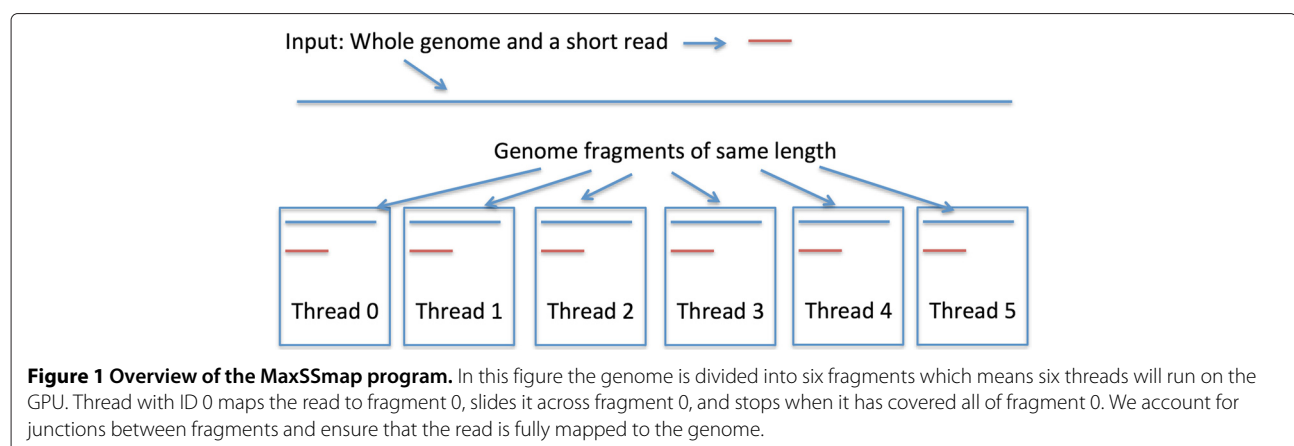 Input: Whole genome and a short read
Genome fragments of same length
Thread 0 Thread 1 Thread 2 Thread 3 Thread 4 Thread 5
Figure 1 Overview of the MaxSSmap program. In this figure the genome is divided into six fragments which means six threads will run on the
GPU. Thread with ID 0 maps the read to fragment 0, slides it across fragment 0, and stops when it has covered all of fragment 0. We account for
junctions between fragments and ensure that the read is fully mapped to the genome.